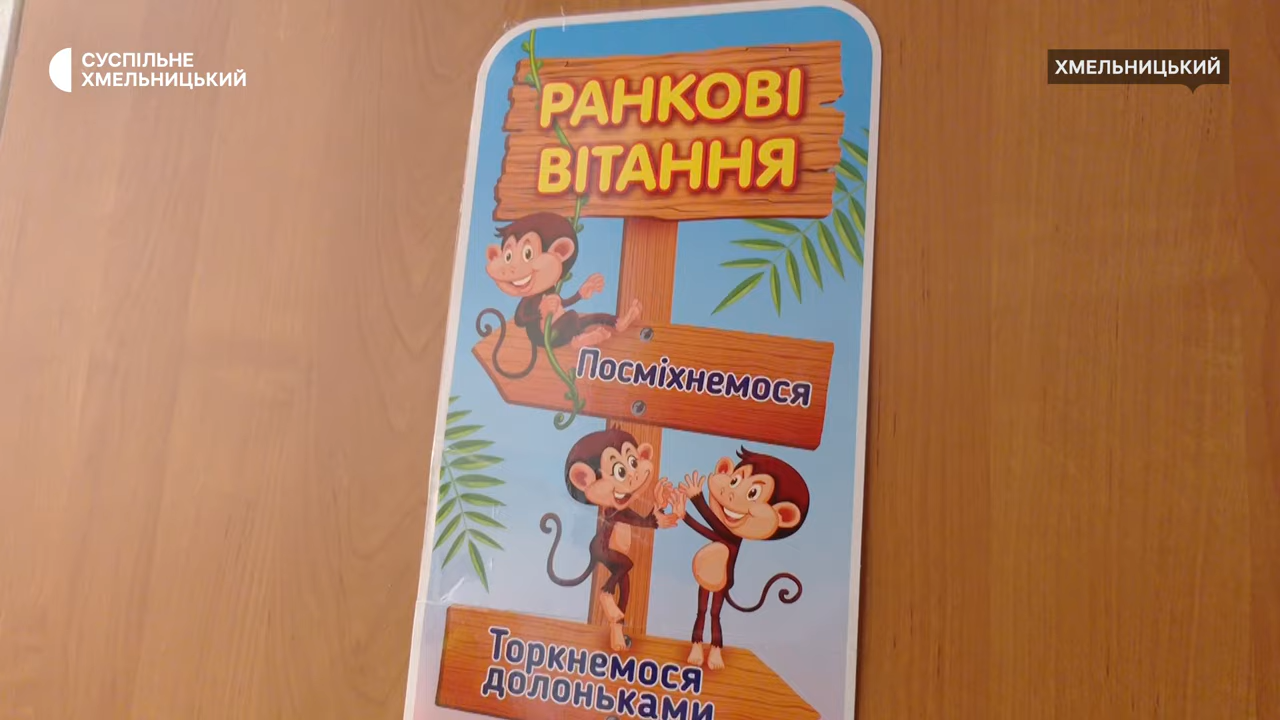 СУСПІЛЬНЕ
ХМЕЛЬНИЦЬКИЙ
ХМЕЛЬНИЦЬКИЙ
РАНКОВІ
ВІТАННЯ
Посміхнемося
Торкнемося
долоньками